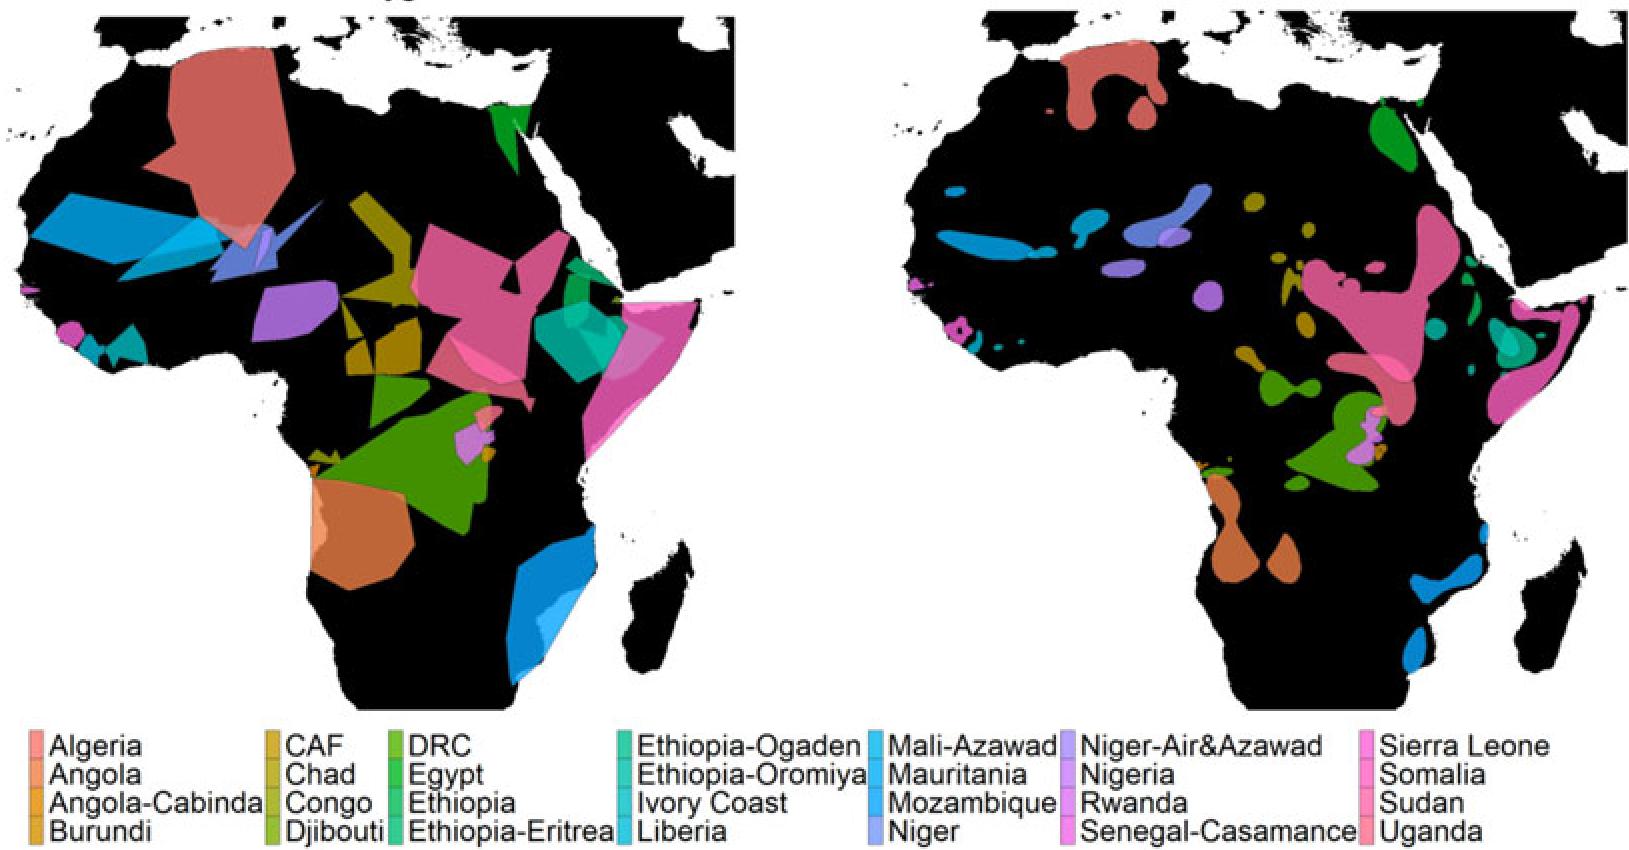 Algeria
Angola
Angola-Cabinda
Burundi
CAF
Chad
Congo
Djibouti
DRC
Egypt
Ethiopia
Ethiopia-Eritrea
Ethiopia-Ogaden
Ethiopia-Oromiya
Ivory Coast
Liberia
Mali-Azawad
Mauritania
Mozambique
Niger
Niger-Air&Azawad
Nigeria
Rwanda
Senegal-Casamance
Sierra Leone
Somalia
Sudan
Uganda